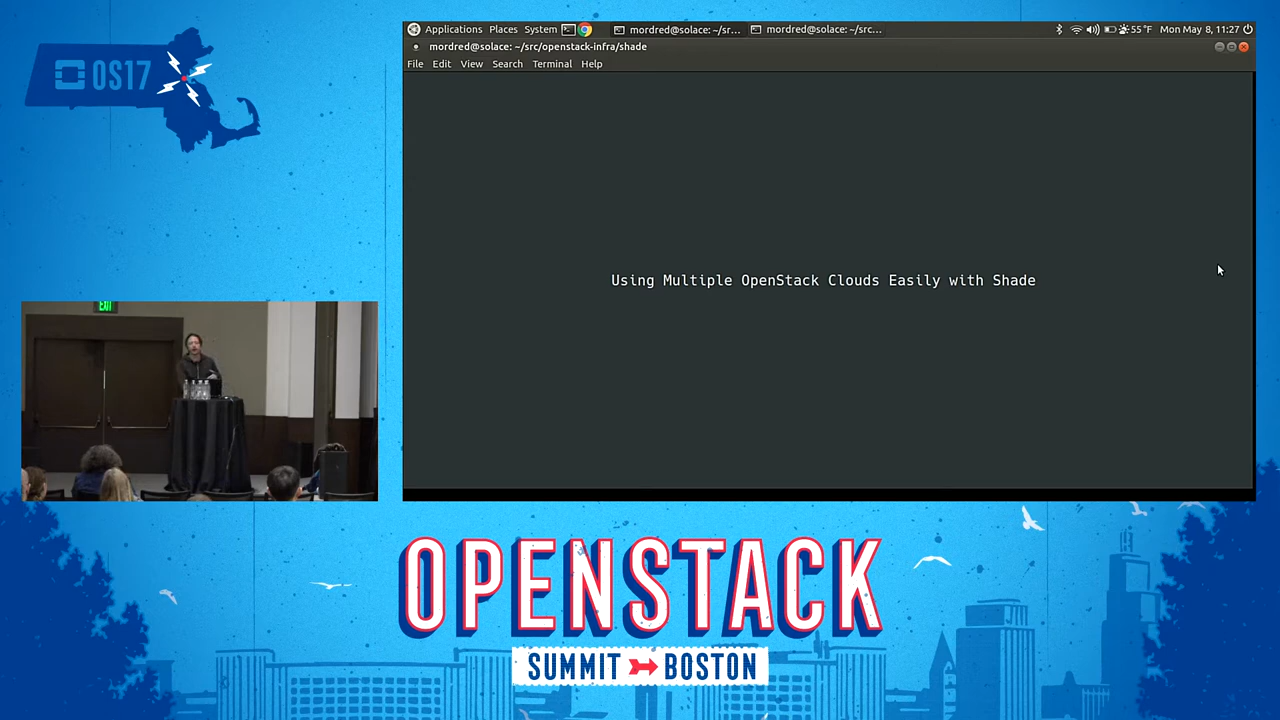 OS17
Applications Places System mordred@solace: ~/sr... mordred@solace: ~/src... 55 °F Mon May 8, 11:27
mordred@solace: ~/src/openstack-infra/shade
File Edit View Search Terminal Help
Using Multiple OpenStack Clouds Easily with Shade
EXIT
OPENSTACK
SUMMIT BOSTON